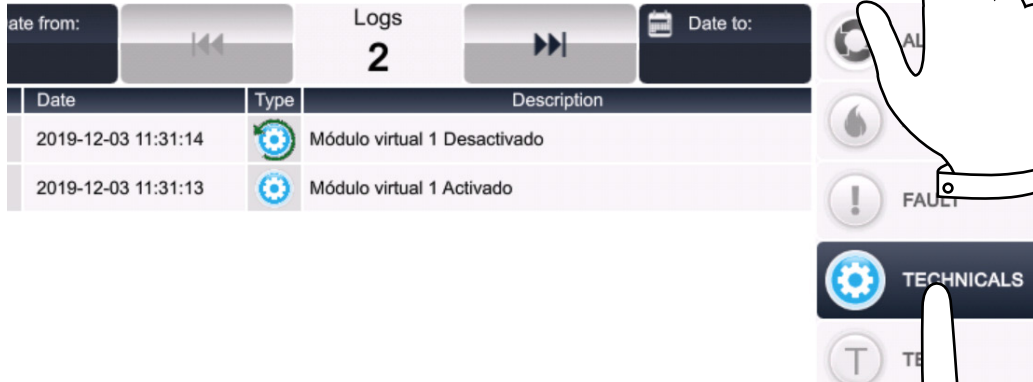 ate from:
Logs
2
Date to:
Date Type Description
2019-12-03 11:31:14 Módulo virtual 1 Desactivado
2019-12-03 11:31:13 Módulo virtual 1 Activado
AL
FAULT
TECHNICALS
T
TE